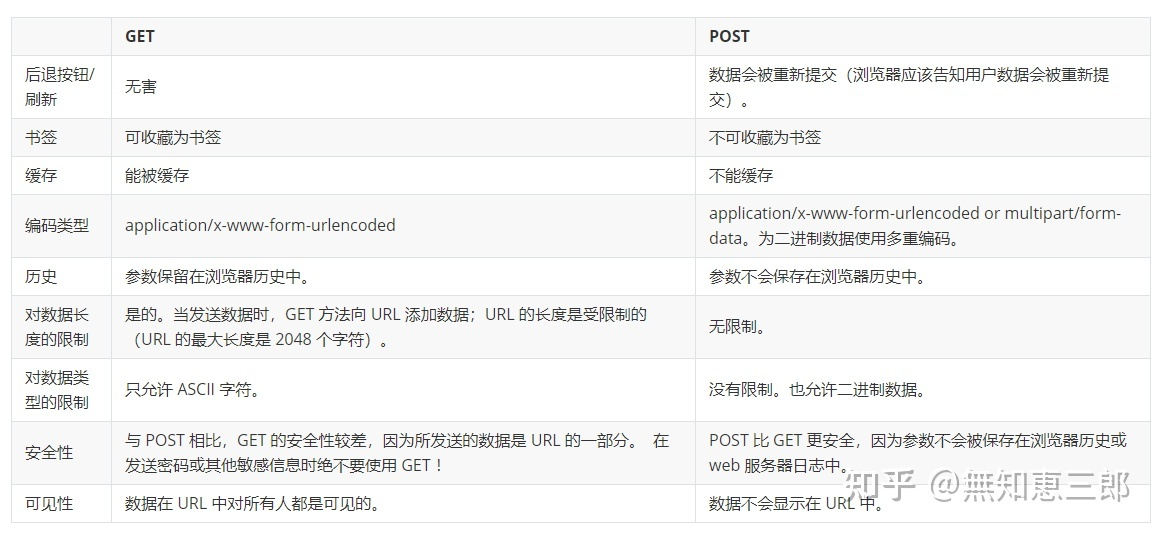 GET
POST
后退按钮/
刷新
无害
数据会被重新提交（浏览器应该告知用户数据会被重新提
交）。
书签
可收藏为书签
不可收藏为书签
缓存
能被缓存
不能缓存
编码类型
application/x-www-form-urlencoded
application/x-www-form-urlencoded or multipart/form-
data。为二进制数据使用多重编码。
历史
参数保留在浏览器历史中。
参数不会保存在浏览器历史中。
对数据长
度的限制
是的。当发送数据时，GET 方法向 URL 添加数据；URL 的长度是受限制的
（URL 的最大长度是 2048 个字符）。
无限制。
对数据类
型的限制
只允许 ASCII 字符。
没有限制。也允许二进制数据。
安全性
与 POST 相比，GET 的安全性较差，因为所发送的数据是 URL 的一部分。 在
发送密码或其他敏感信息时绝不要使用 GET ！
POST 比 GET 更安全，因为参数不会被保存在浏览器历史或
web 服务器日志中。
可见性
数据在 URL 中对所有人都是可见的。
数据不会显示在 URL 中。
知乎 @無知恵三郎